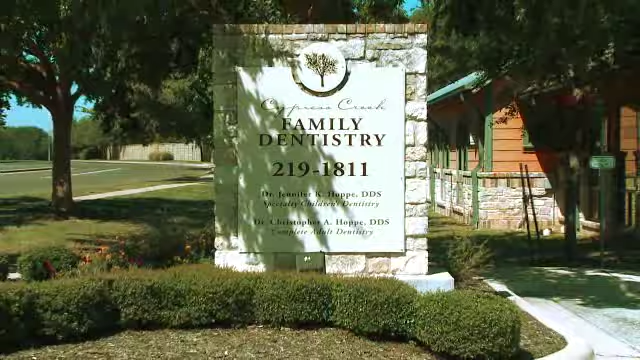 Cypress Creek
FAMILY
DENTISTRY
219-1811
Dr. Jennifer K. Hoppe, DDS
Specialty Children's Dentistry
Dr. Christopher A. Hoppe, DDS
Complete Adult Dentistry